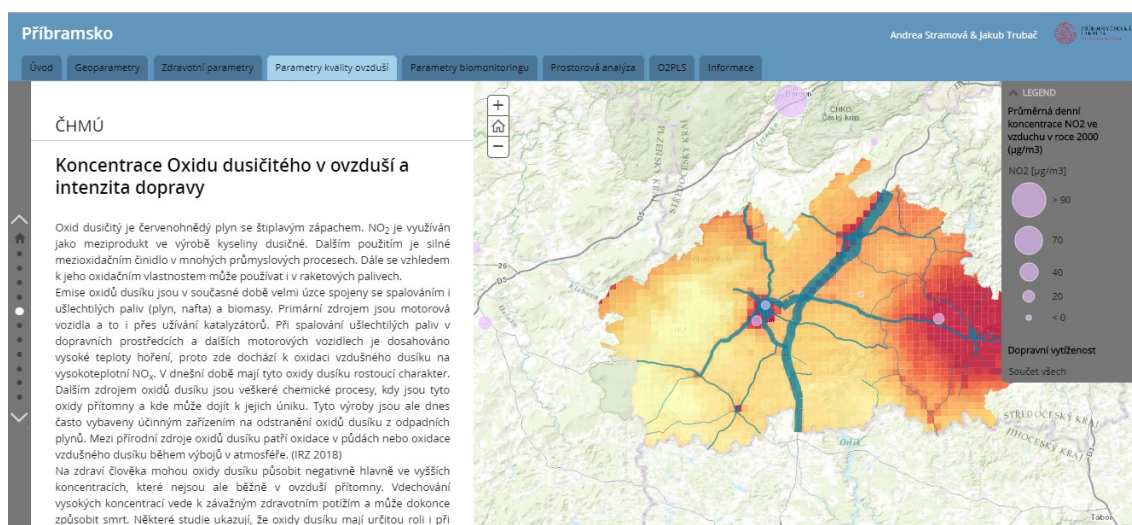 Příbramsko
Andrea Stramová & Jakub Trubač
Úvod
Geoparametry
Zdravotní parametry
Parametry kvality ovzduší
Parametry biomonitoringu
Prostorová analýza
O2PLS
Informace
ČHMÚ
Koncentrace Oxidu dusičitého v ovzduší a
intenzita dopravy
Oxid dusičitý je červenohnědý plyn se štiplavým zápachem. NO₂ je využíván
jako meziprodukt ve výrobě kyseliny dusičné. Dalším použitím je silné
mezioxidačním činidlo v mnohých průmyslových procesech. Dále se vzhledem
k jeho oxidačním vlastnostem může používat i v raketových palivech.
Emise oxidů dusíku jsou v současné době velmi úzce spojeny se spalováním i
ušlechtilých paliv (plyn, nafta) a biomasy. Primární zdrojem jsou motorová
vozidla a to i přes užívání katalyzátorů. Při spalování ušlechtilých paliv v
dopravních prostředcích a dalších motorových vozidlech je dosahováno
vysoké teploty hoření, proto zde dochází k oxidaci vzdušného dusíku na
vysokoteplotní NOₓ. V dnešní době mají tyto oxidy dusíku rostoucí charakter.
Dalším zdrojem oxidů dusíku jsou veškeré chemické procesy, kdy jsou tyto
oxidy přítomny a kde může dojít k jejich úniku. Tyto výroby jsou ale dnes
často vybaveny účinným zařízením na odstranění oxidů dusíku z odpadních
plynů. Mezi přírodní zdroje oxidů dusíku patří oxidace v půdách nebo oxidace
vzdušného dusíku během výbojů v atmosféře. (IRZ 2018)
Na zdraví člověka mohou oxidy dusíku působit negativně hlavně ve vyšších
koncentracích, které nejsou ale běžně v ovzduší přítomny. Vdechování
vysokých koncentrací vede k závažným zdravotním potížím a může dokonce
způsobit smrt. Některé studie ukazují, že oxidy dusíku mají určitou roli i při
+
−
Beroun
CHKO
Český kras
PLZEŇSKÝ KRAJ
STŘEDOČESKÝ KRAJ
D5
26
D5
Klabava
Orlík
STŘEDOČESKÝ KRAJ
JIHOČESKÝ KRAJ
D3
Tábor
LEGEND
Průměrná denní
koncentrace NO2 ve
vzduchu v roce 2000
(µg/m3)
NO2 [µg/m3]
> 90
70
40
20
< 0
Dopravní vytíženost
Součet všech